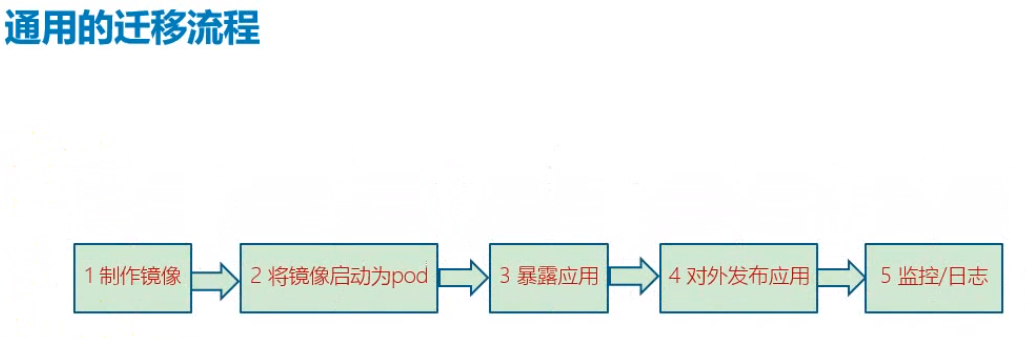 通用的迁移流程
1 制作镜像
2 将镜像启动为pod
3 暴露应用
4 对外发布应用
5 监控/日志